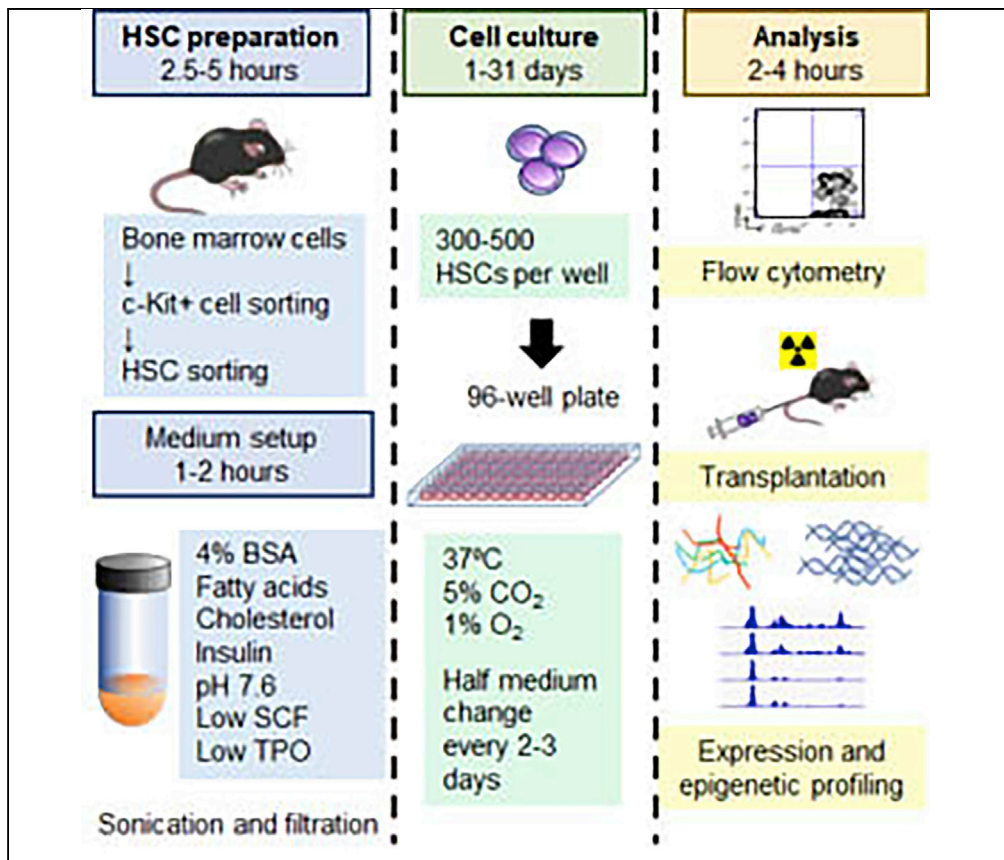 HSC preparation
2.5-5 hours
Bone marrow cells
↓
c-Kit+ cell sorting
↓
HSC sorting
Medium setup
1-2 hours
4% BSA
Fatty acids
Cholesterol
Insulin
pH 7.6
Low SCF
Low TPO
Sonication and filtration
Cell culture
1-31 days
300-500
HSCs per well
96-well plate
37ºC
5% CO₂
1% O₂
Half medium
change
every 2-3
days
Analysis
2-4 hours
Flow cytometry
Transplantation
Expression and
epigenetic profiling